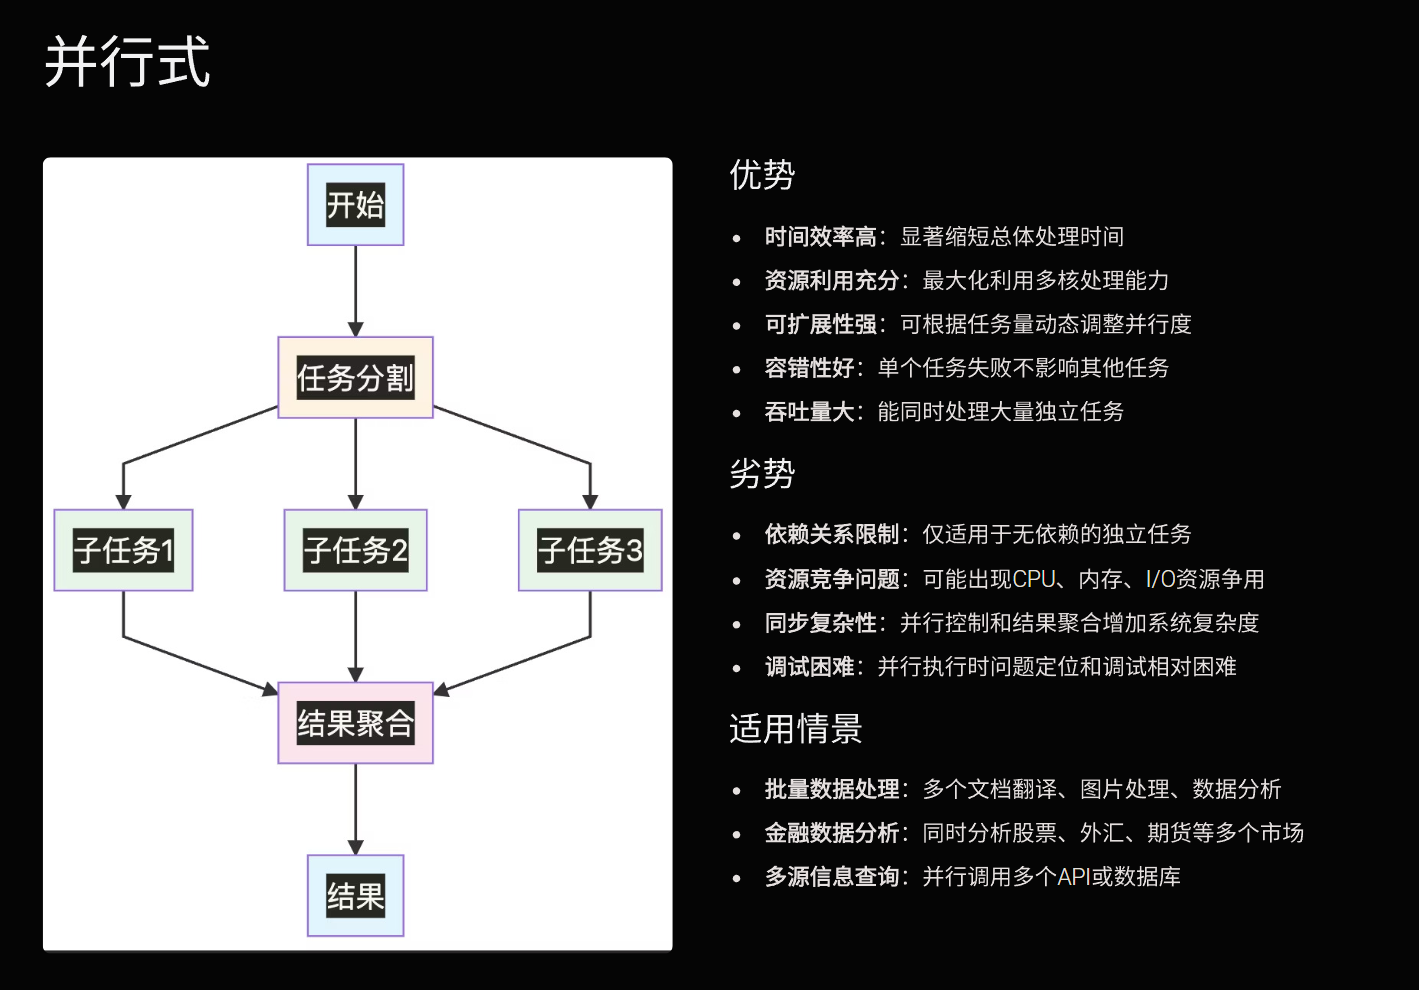 并行式
开始
任务分割
子任务1
子任务2
子任务3
结果聚合
结果
优势
• 时间效率高：显著缩短总体处理时间
• 资源利用充分：最大化利用多核处理能力
• 可扩展性强：可根据任务量动态调整并行度
• 容错性好：单个任务失败不影响其他任务
• 吞吐量大：能同时处理大量独立任务
劣势
• 依赖关系限制：仅适用于无依赖的独立任务
• 资源竞争问题：可能出现CPU、内存、I/O资源争用
• 同步复杂性：并行控制和结果聚合增加系统复杂度
• 调试困难：并行执行时问题定位和调试相对困难
适用情景
• 批量数据处理：多个文档翻译、图片处理、数据分析
• 金融数据分析：同时分析股票、外汇、期货等多个市场
• 多源信息查询：并行调用多个API或数据库